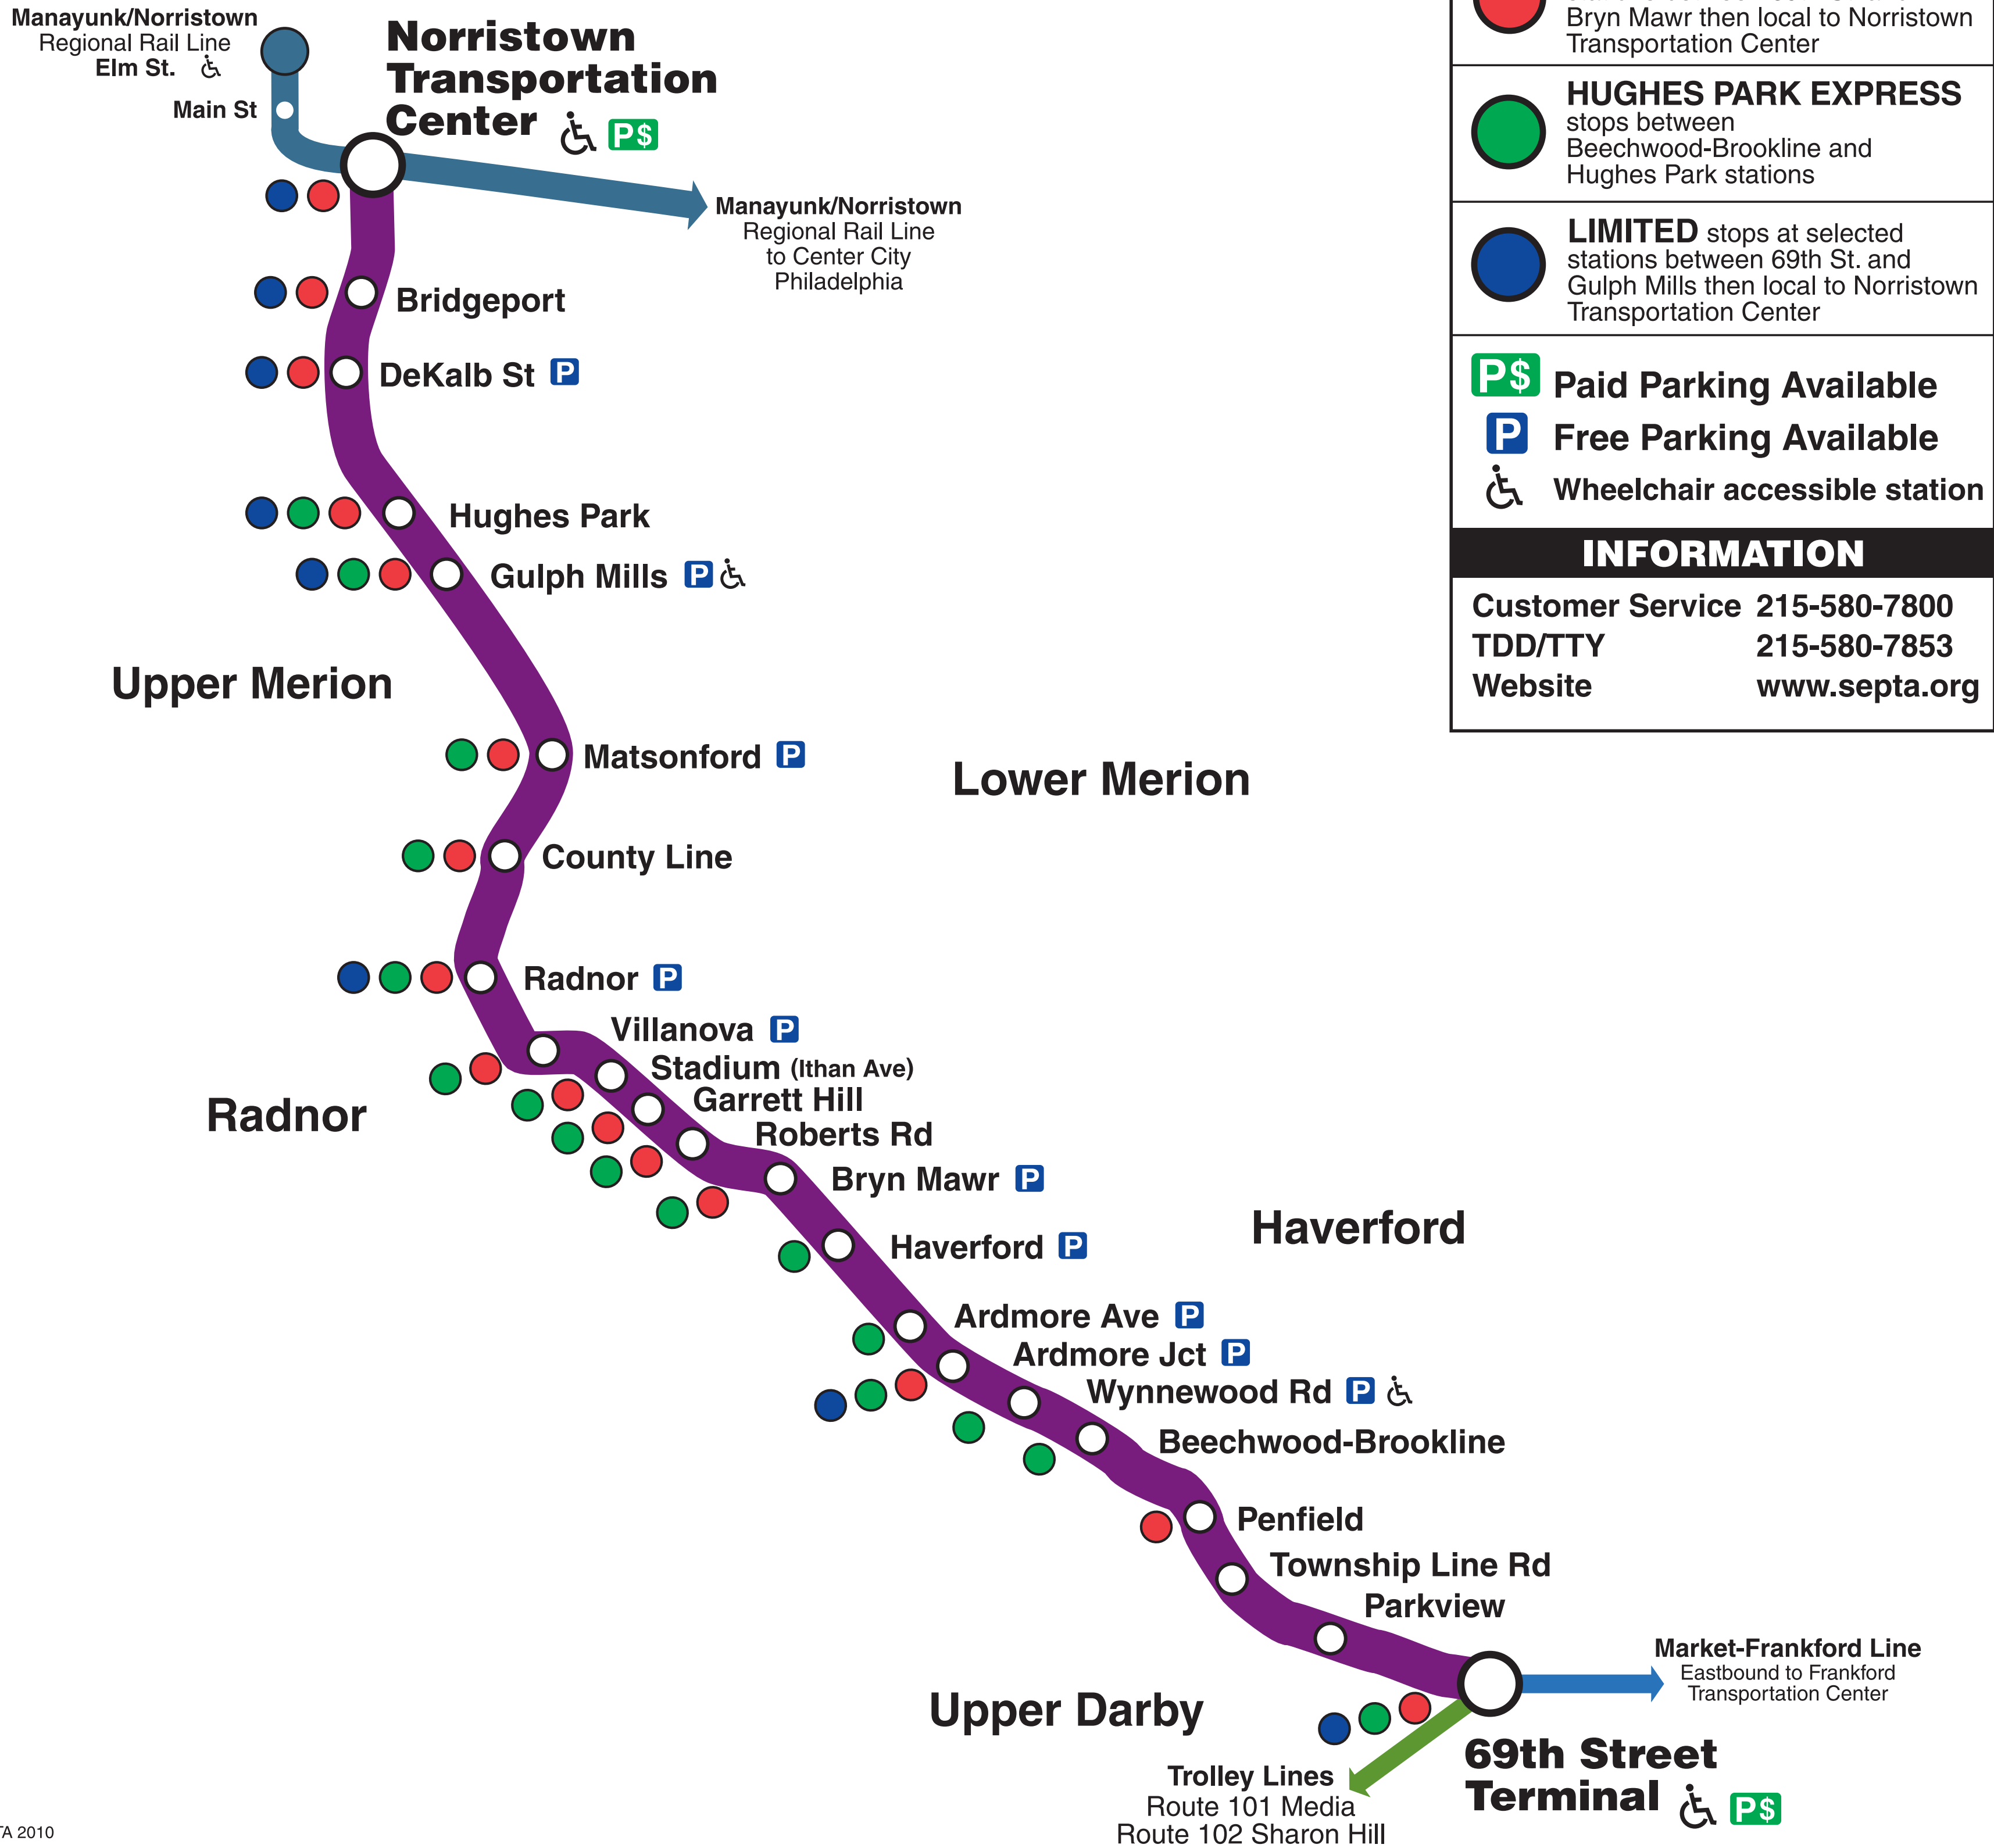 Manayunk/Norristown
Regional Rail Line
Elm St.
Main St
Norristown
Transportation
Center
P$
Manayunk/Norristown
Regional Rail Line
to Center City
Philadelphia
Bridgeport
DeKalb St P
Hughes Park
Gulph Mills P
Upper Merion
Matsonford P
Lower Merion
County Line
Radnor P
Villanova P
Stadium (Ithan Ave)
Garrett Hill
Radnor
Roberts Rd
Bryn Mawr P
Haverford
Haverford P
Ardmore Ave P
Ardmore Jct P
Wynnewood Rd P
Beechwood-Brookline
Penfield
Township Line Rd
Parkview
Market-Frankford Line
Eastbound to Frankford
Transportation Center
Upper Darby
69th Street
Terminal P$
Trolley Lines
Route 101 Media
Route 102 Sharon Hill
TA 2010
Bryn Mawr then local to Norristown
Transportation Center
HUGHES PARK EXPRESS
stops between
Beechwood-Brookline and
Hughes Park stations
LIMITED stops at selected
stations between 69th St. and
Gulph Mills then local to Norristown
Transportation Center
P$ Paid Parking Available
P Free Parking Available
Wheelchair accessible station
INFORMATION
Customer Service 215-580-7800
TDD/TTY 215-580-7853
Website www.septa.org